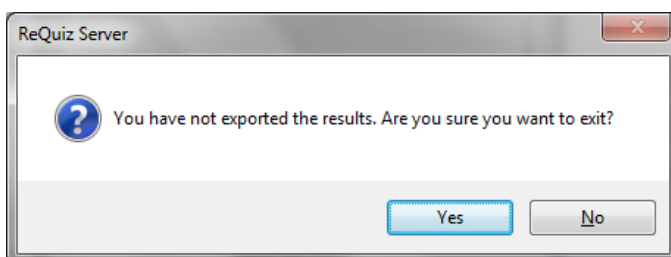 ReQuiz Server
You have not exported the results. Are you sure you want to exit?
Yes
No